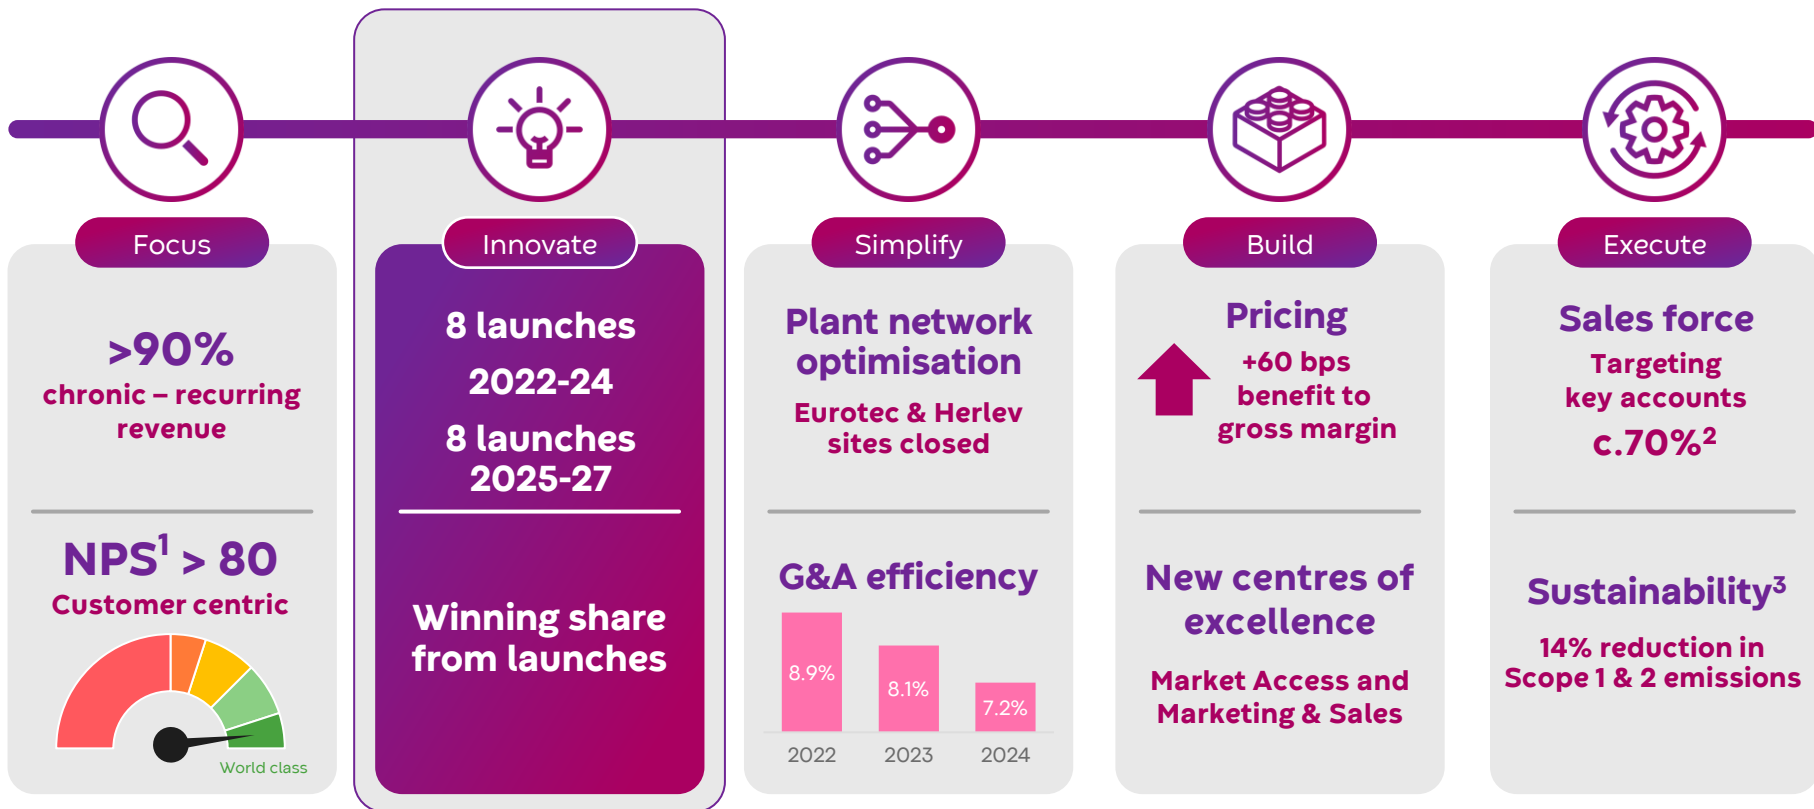 Focus
>90%
chronic – recurring
revenue
NPS¹ > 80
Customer centric
World class
Innovate
8 launches
2022-24
8 launches
2025-27
Winning share
from launches
Simplify
Plant network
optimisation
Eurotec & Herlev
sites closed
G&A efficiency
8.9%
8.1%
7.2%
2022
2023
2024
Build
Pricing
+60 bps
benefit to
gross margin
New centres of
excellence
Market Access and
Marketing & Sales
Execute
Sales force
Targeting
key accounts
c.70%²
Sustainability³
14% reduction in
Scope 1 & 2 emissions